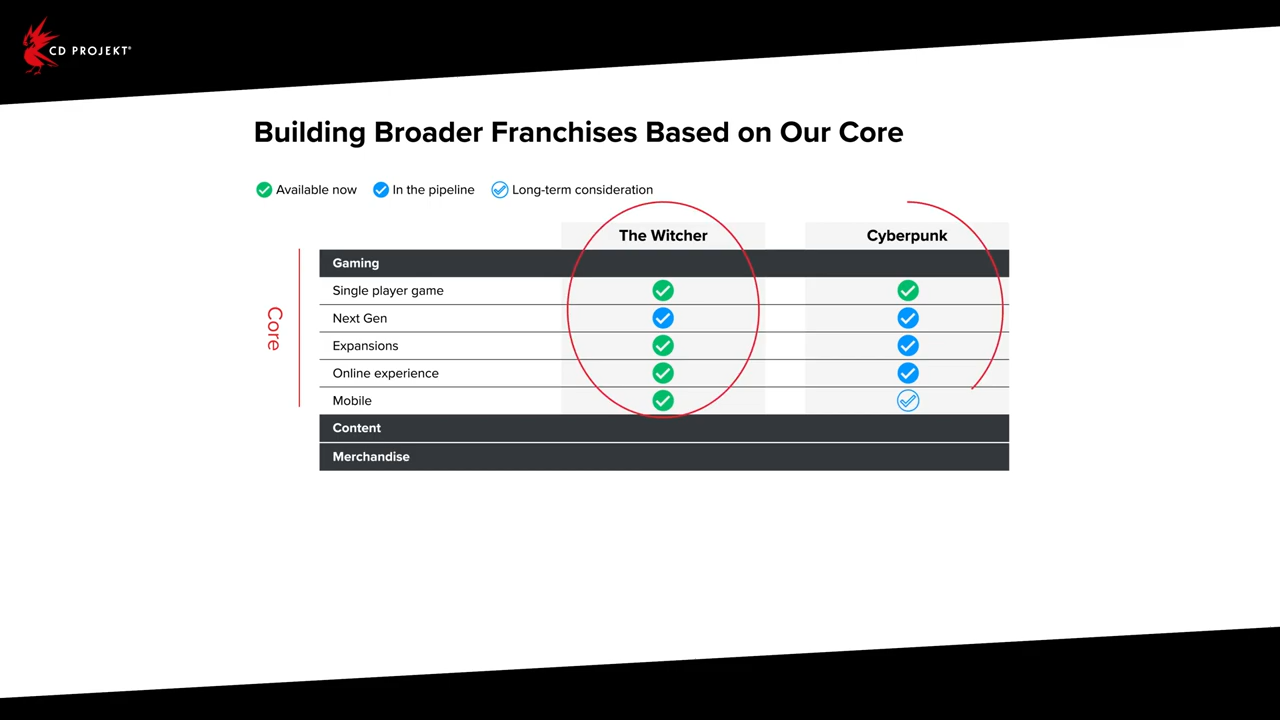 CD PROJEKT®
Building Broader Franchises Based on Our Core
Available now In the pipeline Long-term consideration
The Witcher Cyberpunk
Core
Gaming
Single player game
Next Gen
Expansions
Online experience
Mobile
Content
Merchandise